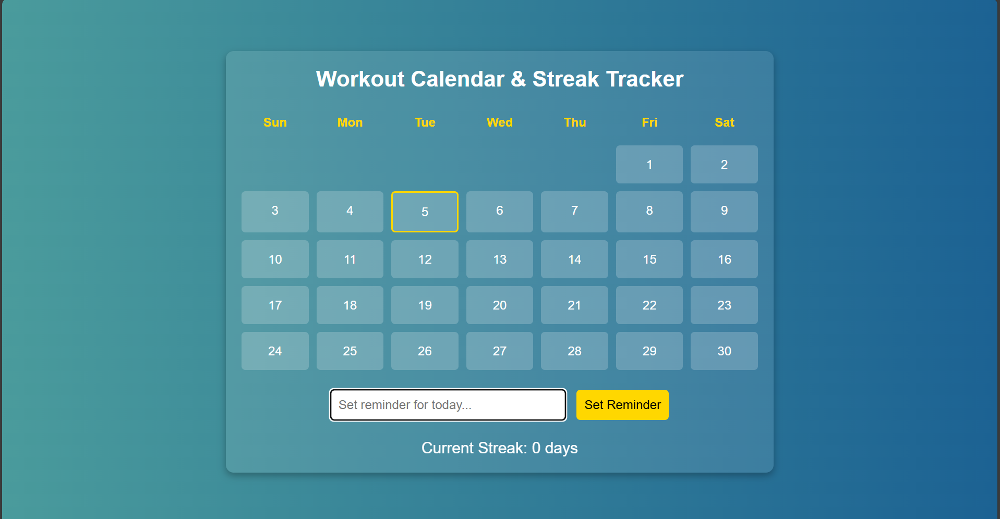 Workout Calendar & Streak Tracker
Sun Mon Tue Wed Thu Fri Sat
1 2
3 4 5 6 7 8 9
10 11 12 13 14 15 16
17 18 19 20 21 22 23
24 25 26 27 28 29 30
Set reminder for today... Set Reminder
Current Streak: 0 days